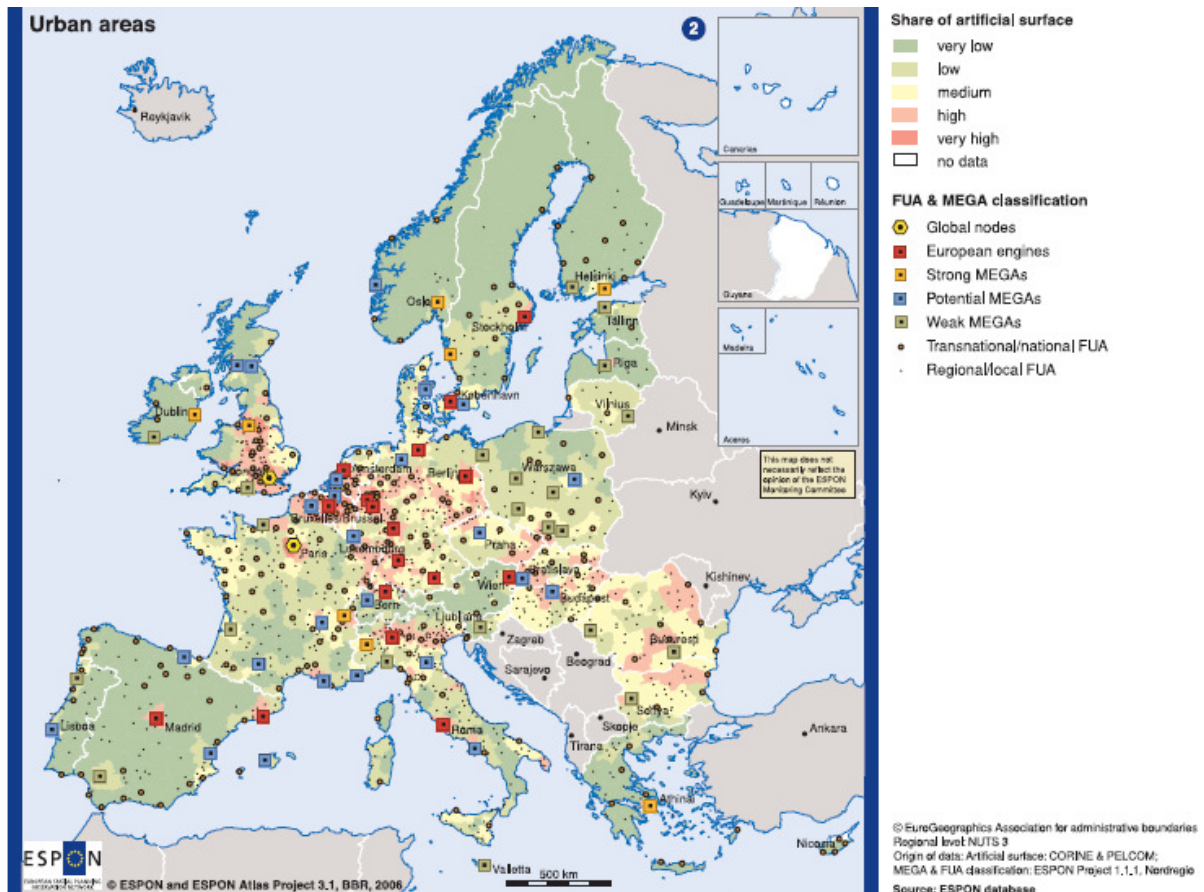 Urban areas
2
Reykjavik
Canaries
Guadeloupe
Martinique
Réunion
Guyana
Madeira
Acores
This map does not
necessarily reflect the
opinion of the ESPON
Monitoring Committee
Helsinki
Oslo
Stockholm
Tallinn
Riga
Dublin
København
Vilnius
Minsk
Amsterdam
Berlin
Warszawa
Kyiv
Bruxelles/Brussel
Paris
Luxembourg
Praha
Kishinev
Wien
Bratislava
Bern
Budapest
Ljubljana
Zagreb
Bucuresti
Beograd
Sarajevo
Lisboa
Madrid
Roma
Sofiya
Skopje
Tirana
Ankara
Athinai
Nicosia
Valletta
ESPON
© ESPON and ESPON Atlas Project 3.1, BBR, 2006
500 km
Share of artificial surface
very low
low
medium
high
very high
no data
FUA & MEGA classification
Global nodes
European engines
Strong MEGAs
Potential MEGAs
Weak MEGAs
Transnational/national FUA
Regional/local FUA
© EuroGeographics Association for administrative boundaries
Regional level: NUTS 3
Origin of data: Artificial surface: CORINE & PELCOM;
MEGA & FUA classification: ESPON Project 1.1.1, Nordregio
Source: ESPON database